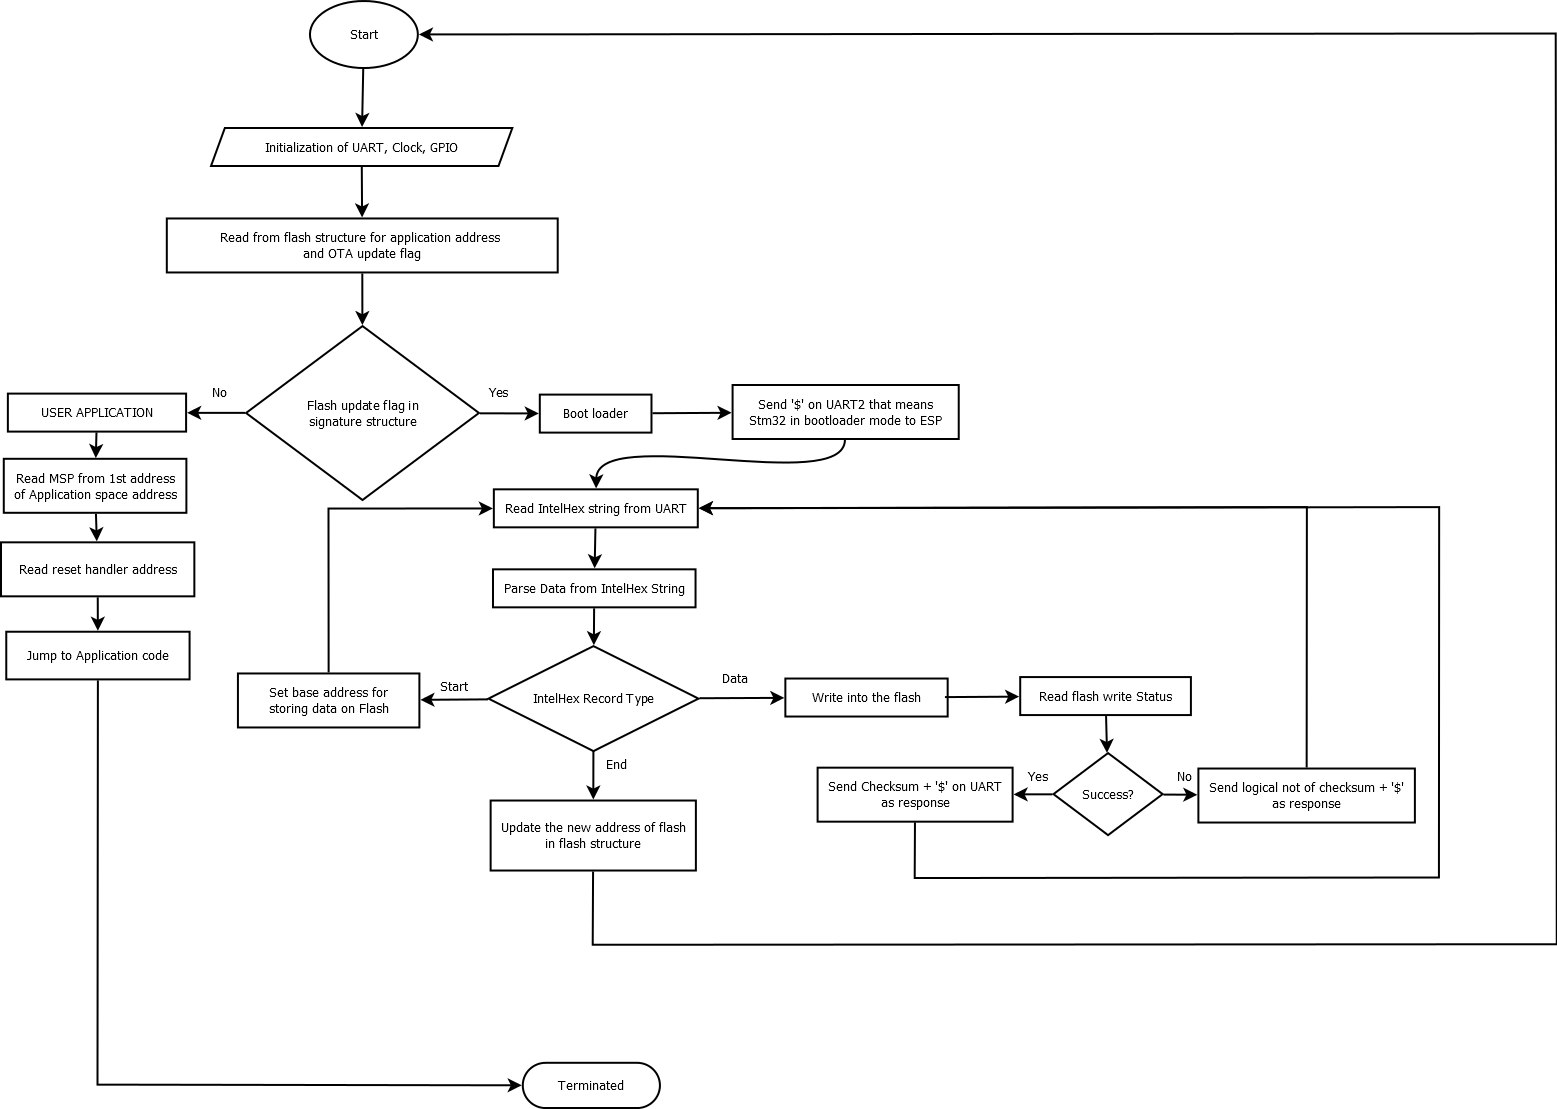 Start
Initialization of UART, Clock, GPIO
Read from flash structure for application address
and OTA update flag
Flash update flag in
signature structure
No
Yes
USER APPLICATION
Read MSP from 1st address
of Application space address
Read reset handler address
Jump to Application code
Boot loader
Send '$' on UART2 that means
Stm32 in bootloader mode to ESP
Read IntelHex string from UART
Parse Data from IntelHex String
IntelHex Record Type
Start
Data
End
Set base address for
storing data on Flash
Write into the flash
Read flash write Status
Success?
Yes
No
Send Checksum + '$' on UART
as response
Send logical not of checksum + '$'
as response
Update the new address of flash
in flash structure
Terminated